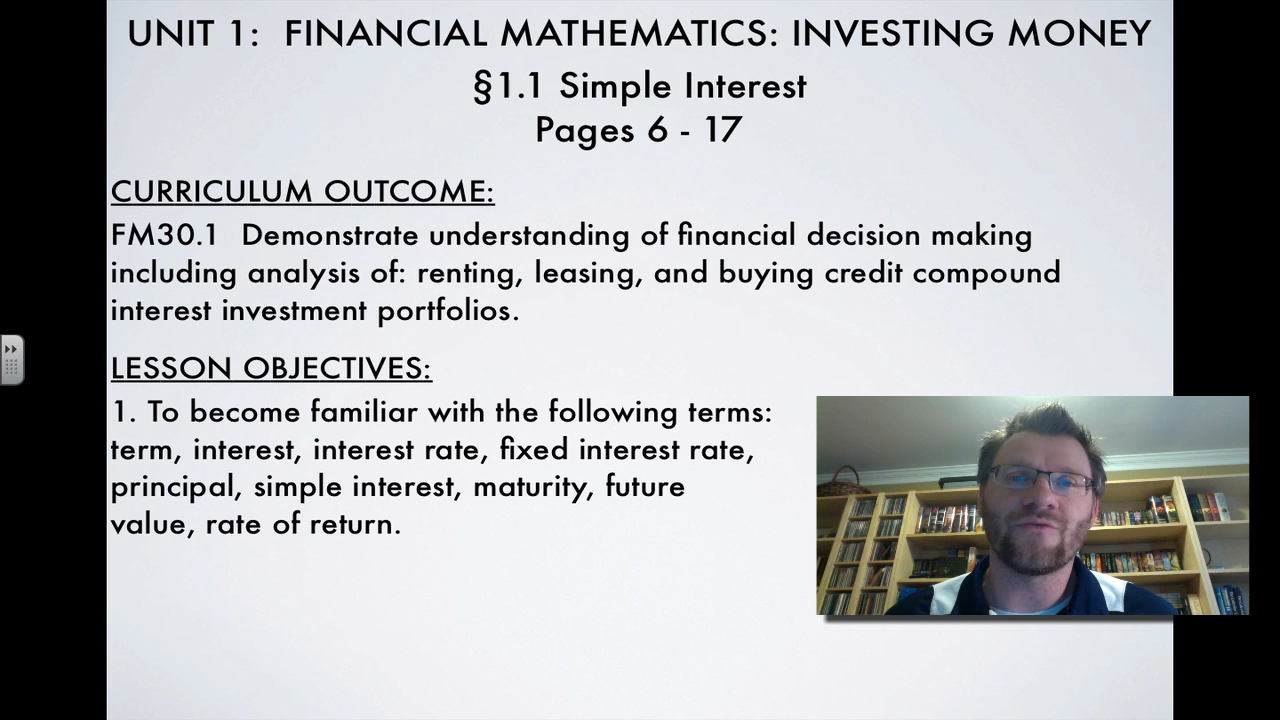 UNIT 1: FINANCIAL MATHEMATICS: INVESTING MONEY
§1.1 Simple Interest
Pages 6 - 17
CURRICULUM OUTCOME:
FM30.1 Demonstrate understanding of financial decision making
including analysis of: renting, leasing, and buying credit compound
interest investment portfolios.
LESSON OBJECTIVES:
1. To become familiar with the following terms:
term, interest, interest rate, fixed interest rate,
principal, simple interest, maturity, future
value, rate of return.